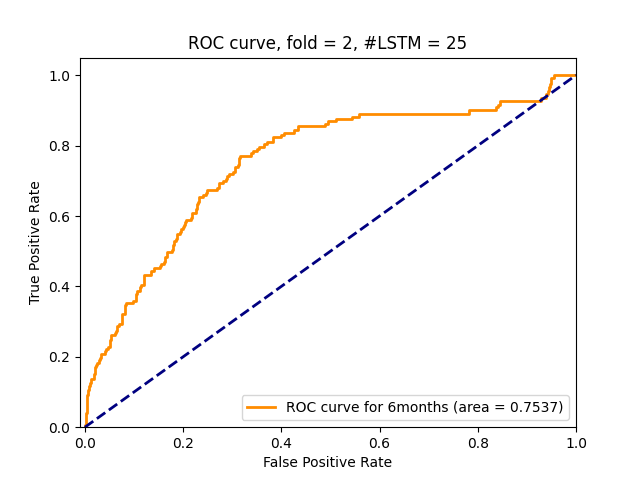 ROC curve, fold = 2, #LSTM = 25
True Positive Rate
1.0
0.8
0.6
0.4
0.2
0.0
ROC curve for 6months (area = 0.7537)
0.0 0.2 0.4 0.6 0.8 1.0
False Positive Rate